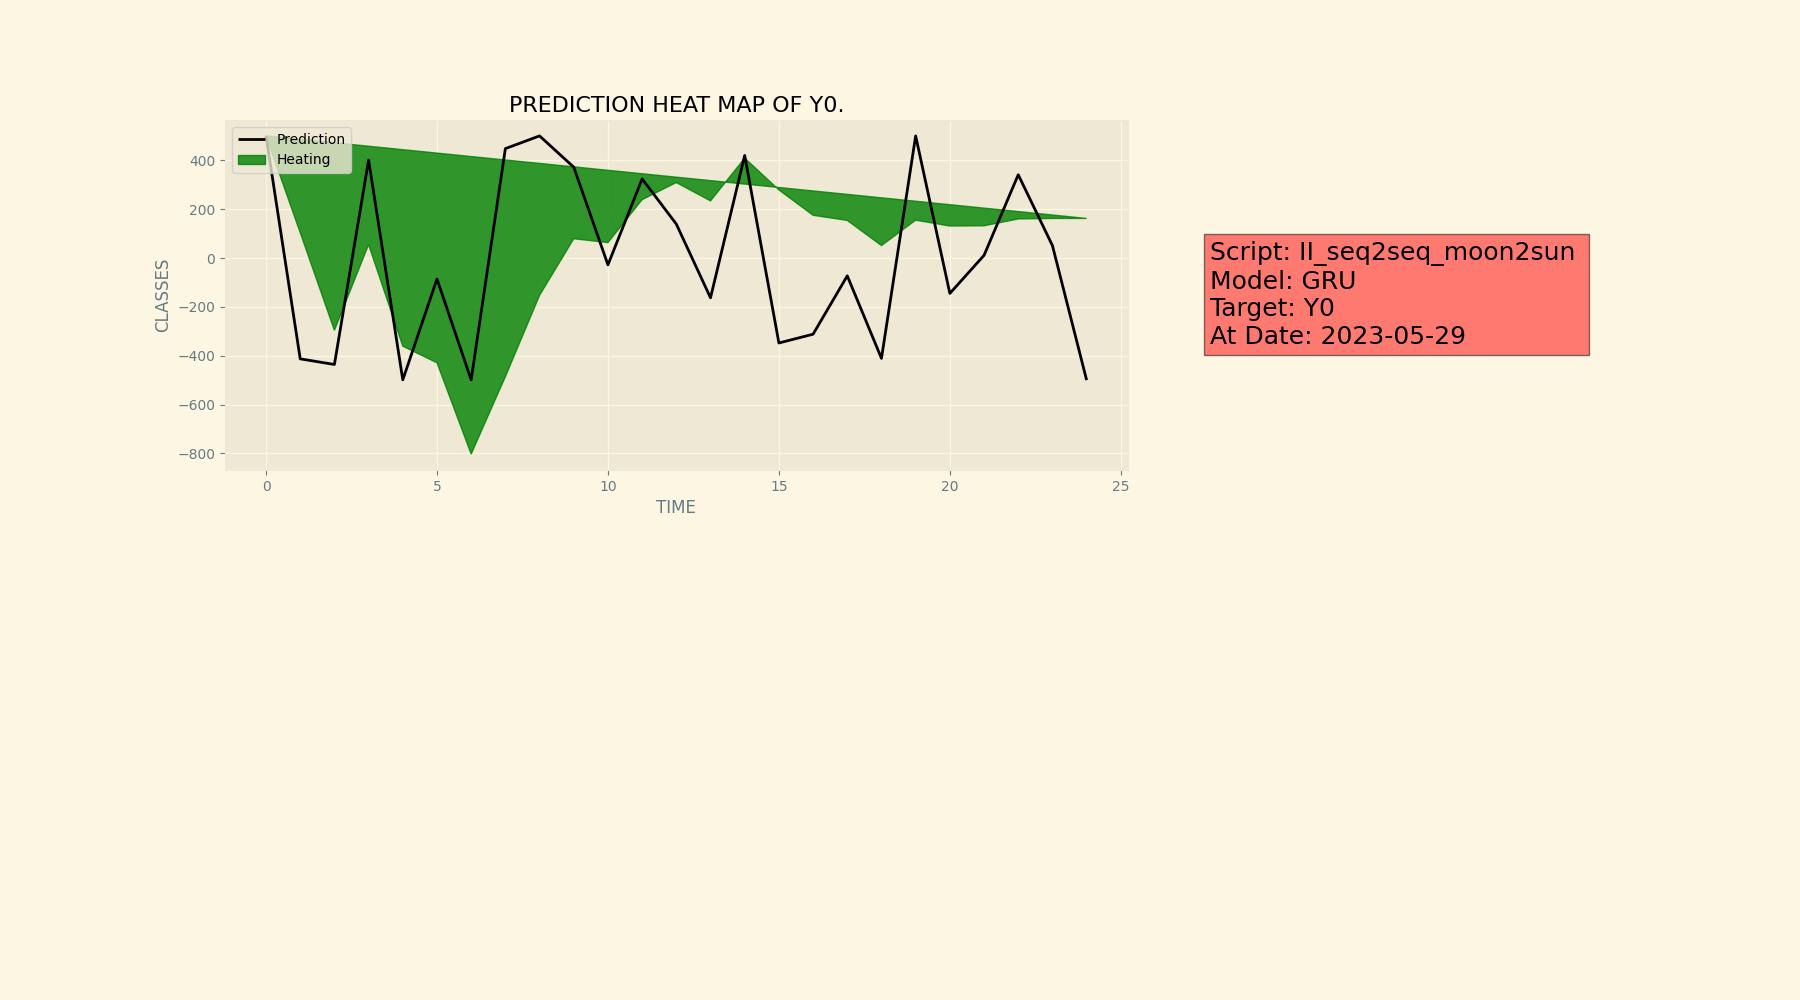 PREDICTION HEAT MAP OF Y0.
Prediction
Heating
400
200
0
−200
−400
−600
−800
CLASSES
0 5 10 15 20 25
TIME
Script: II_seq2seq_moon2sun
Model: GRU
Target: Y0
At Date: 2023-05-29